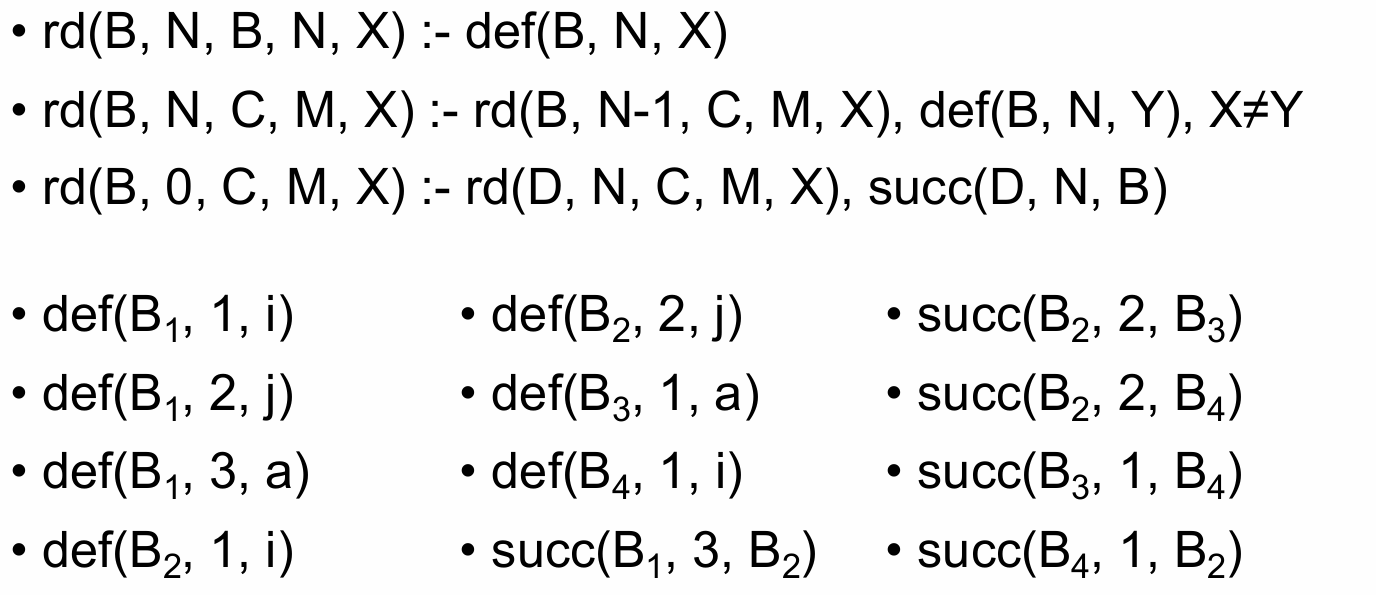 • rd(B, N, B, N, X) :- def(B, N, X)
• rd(B, N, C, M, X) :- rd(B, N-1, C, M, X), def(B, N, Y), X≠Y
• rd(B, 0, C, M, X) :- rd(D, N, C, M, X), succ(D, N, B)
• def(B₁, 1, i)
• def(B₁, 2, j)
• def(B₁, 3, a)
• def(B₂, 1, i)
• def(B₂, 2, j)
• def(B₃, 1, a)
• def(B₄, 1, i)
• succ(B₁, 3, B₂)
• succ(B₂, 2, B₃)
• succ(B₂, 2, B₄)
• succ(B₃, 1, B₄)
• succ(B₄, 1, B₂)